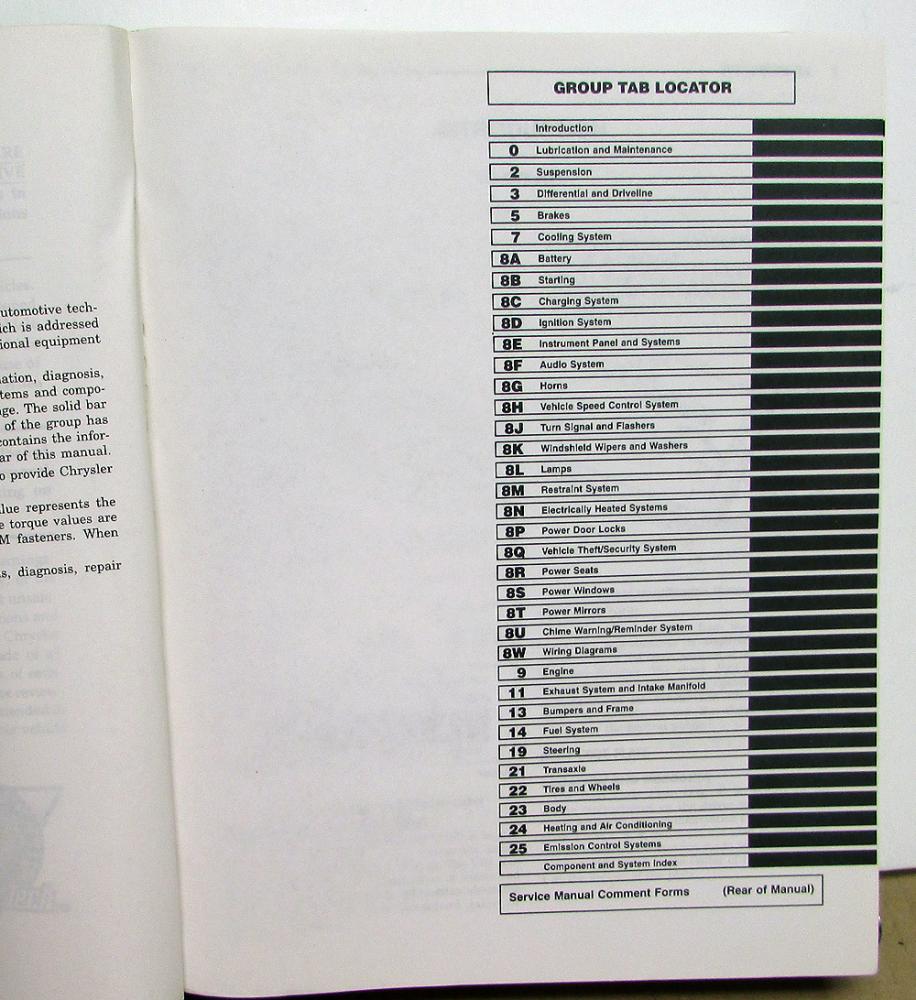 utomotive tech-
ich is addressed
ional equipment
ation, diagnosis,
tems and compo-
ge. The solid bar
of the group has
contains the infor-
ar of this manual.
o provide Chrysler
lue represents the
e torque values are
M fasteners. When
s, diagnosis, repair
GROUP TAB LOCATOR
Introduction
0 Lubrication and Maintenance
2 Suspension
3 Differential and Driveline
5 Brakes
7 Cooling System
8A Battery
8B Starting
8C Charging System
8D Ignition System
8E Instrument Panel and Systems
8F Audio System
8G Horns
8H Vehicle Speed Control System
8J Turn Signal and Flashers
8K Windshield Wipers and Washers
8L Lamps
8M Restraint System
8N Electrically Heated Systems
8P Power Door Locks
8Q Vehicle Theft/Security System
8R Power Seats
8S Power Windows
8T Power Mirrors
8U Chime Warning/Reminder System
8W Wiring Diagrams
9 Engine
11 Exhaust System and Intake Manifold
13 Bumpers and Frame
14 Fuel System
19 Steering
21 Transaxle
22 Tires and Wheels
23 Body
24 Heating and Air Conditioning
25 Emission Control Systems
Component and System Index
Service Manual Comment Forms (Rear of Manual)